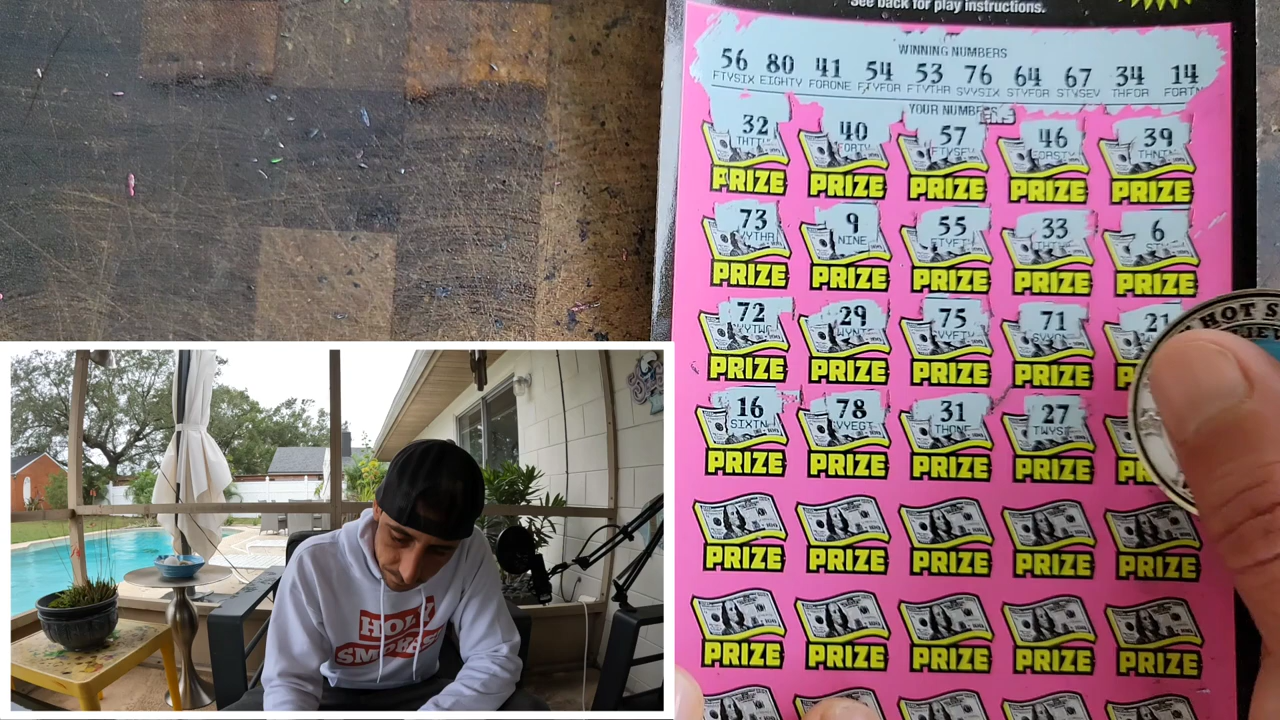 See back for play instructions.
WINNING NUMBERS
56 80 41 54 53 76 64 67 34 14
FTYSIX EIGHTY FORONE FTYFOR FTYTHR SVYSIX STYFOR STYSEV THFOR FORTN
YOUR NUMBERS
32 40 57 46 39
PRIZE PRIZE PRIZE PRIZE PRIZE
73 9 55 33 6
NINE
PRIZE PRIZE PRIZE PRIZE PRIZE
72 29 75 71 21
PRIZE PRIZE PRIZE PRIZE
16 78 31 27
SIXTN THONE
PRIZE PRIZE PRIZE PRIZE
PRIZE PRIZE PRIZE PRIZE PRIZE
PRIZE PRIZE PRIZE PRIZE PRIZE
HOT
HOLY
SMOKES